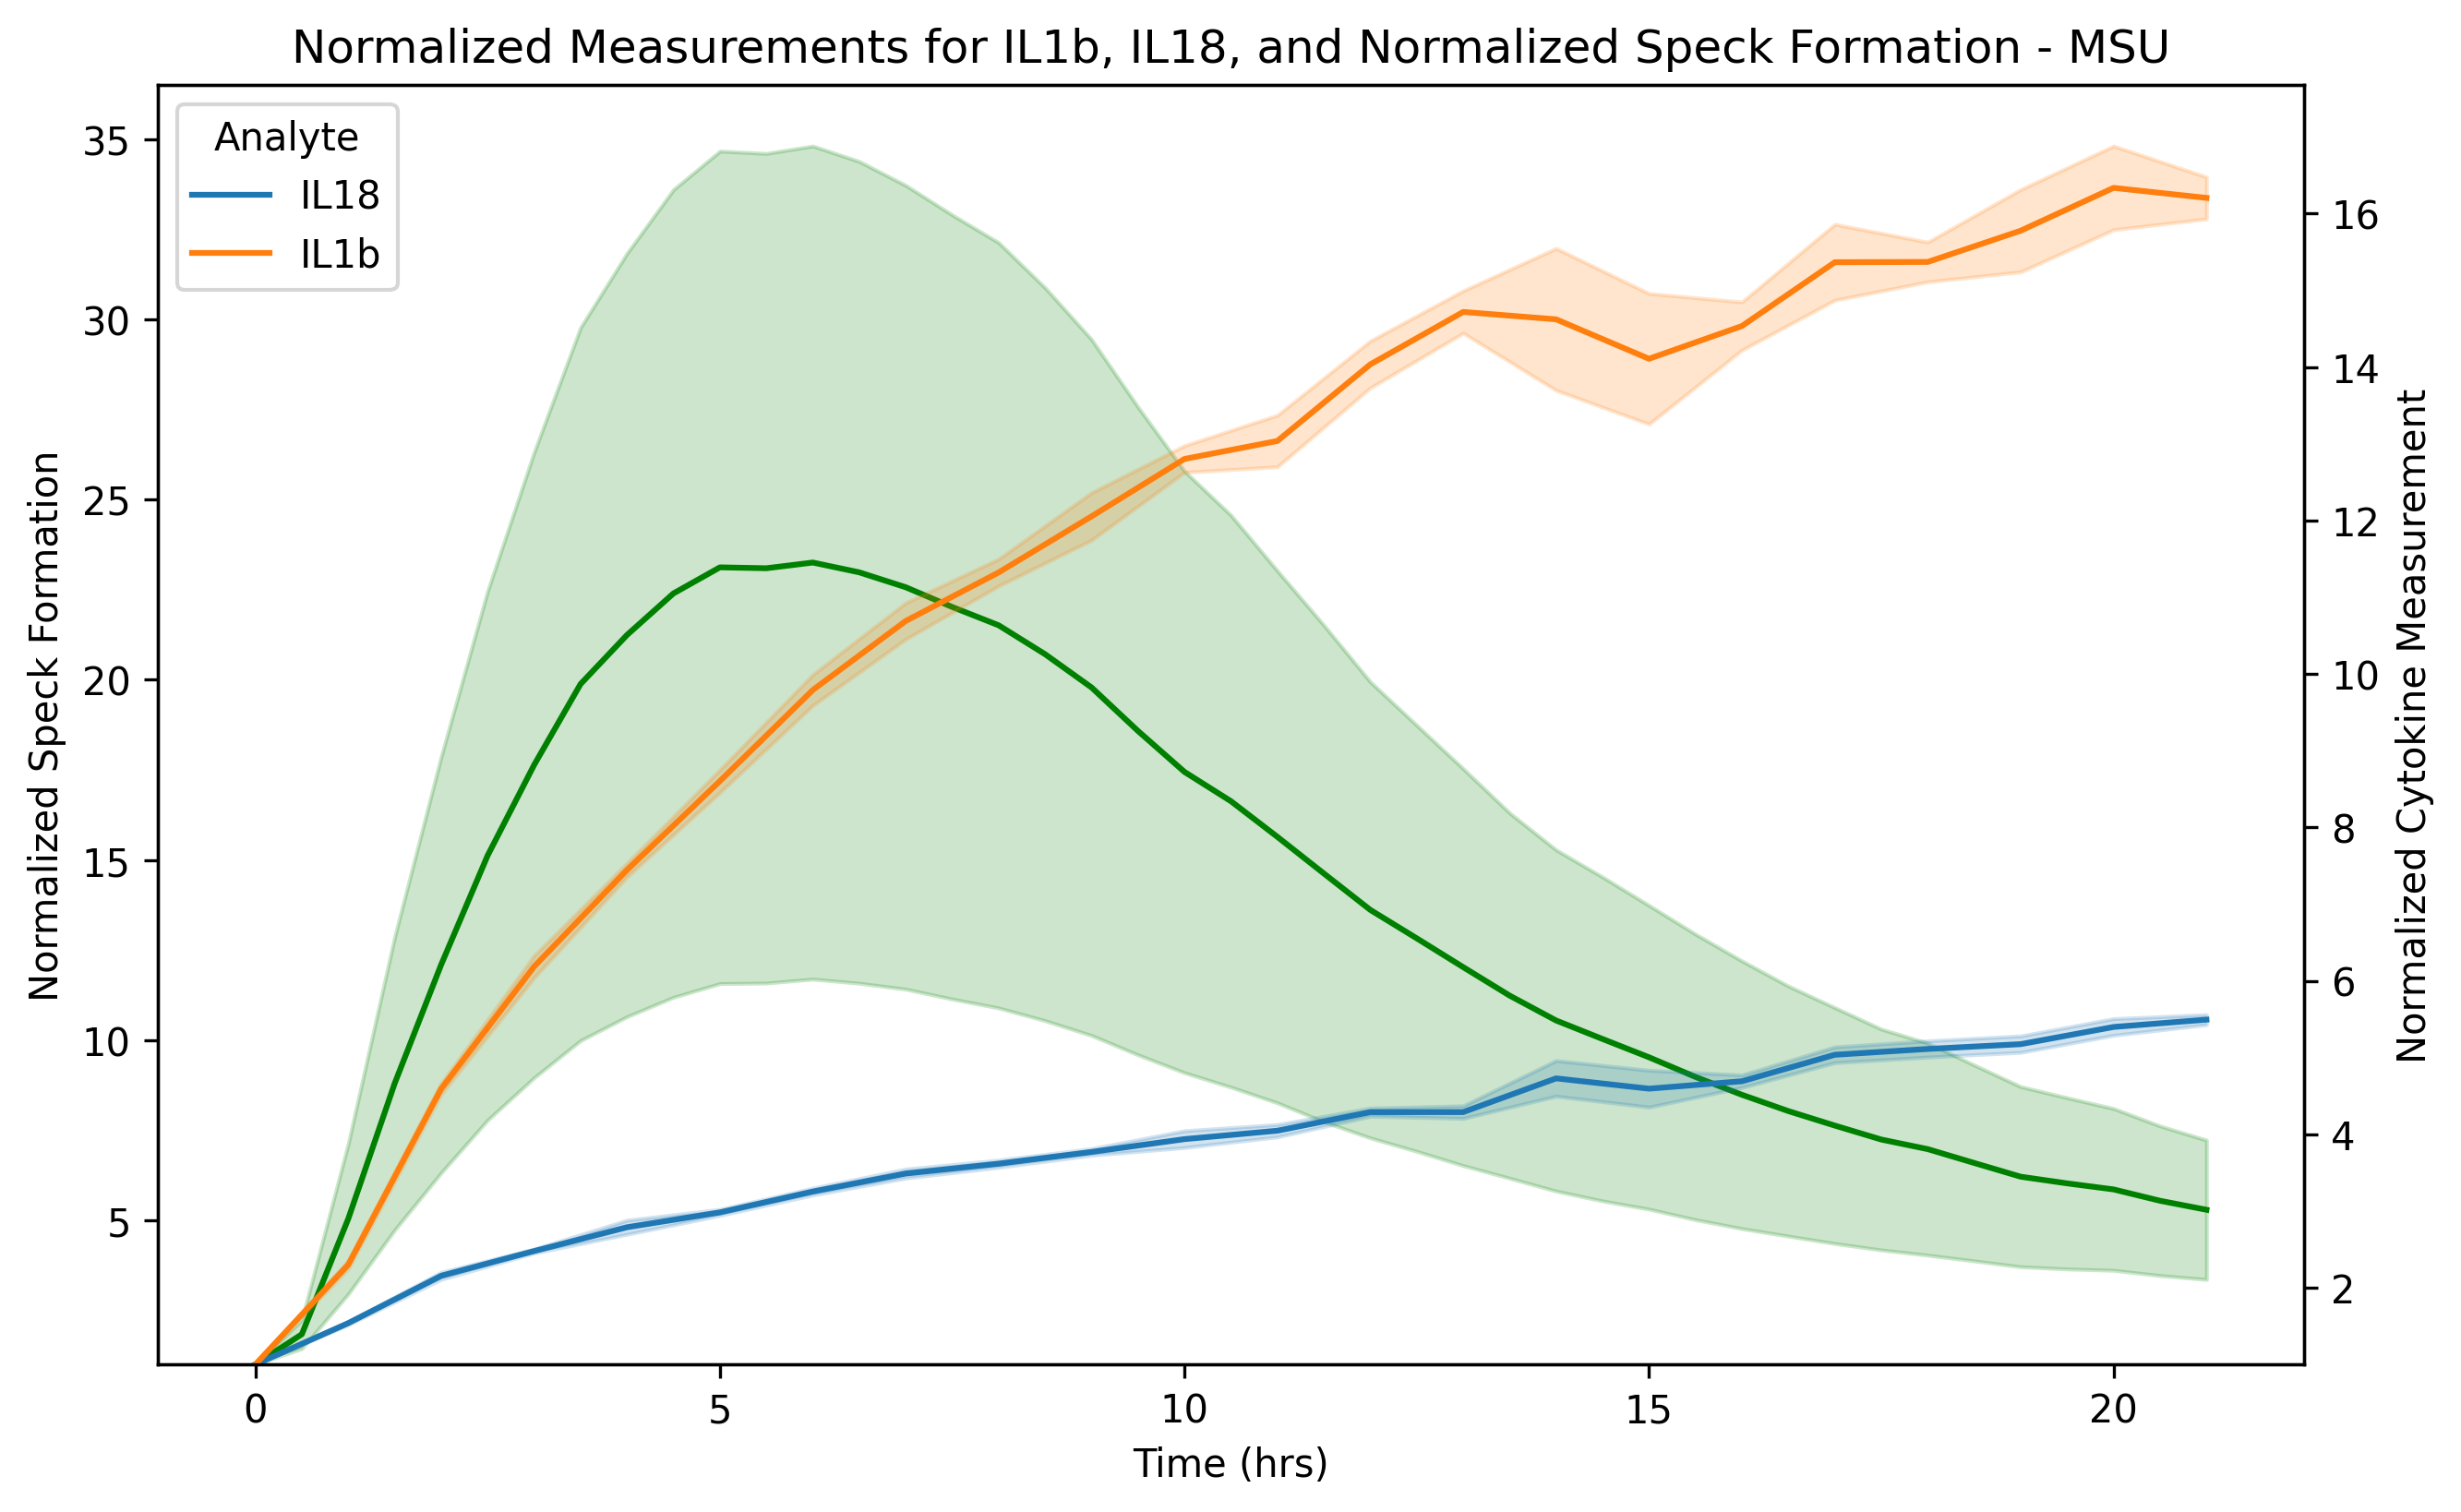 Normalized Measurements for IL1b, IL18, and Normalized Speck Formation - MSU
Analyte
IL18
IL1b
Normalized Speck Formation
35
30
25
20
15
10
5
Normalized Cytokine Measurement
16
14
12
10
8
6
4
2
0
5
10
15
20
Time (hrs)